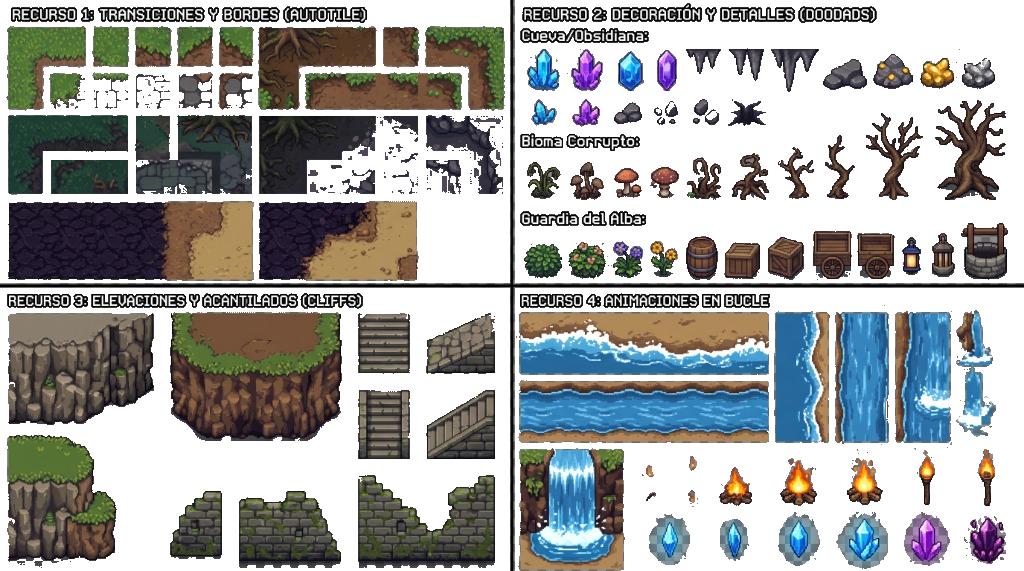 RECURSO 1: TRANSICIONES Y BORDES (AUTOTILE)
RECURSO 2: DECORACIÓN Y DETALLES (DOODADS)
Cueva/Obsidiana:
Bioma Corrupto:
Guardia del Alba:
RECURSO 3: ELEVACIONES Y ACANTILADOS (CLIFFS)
RECURSO 4: ANIMACIONES EN BUCLE